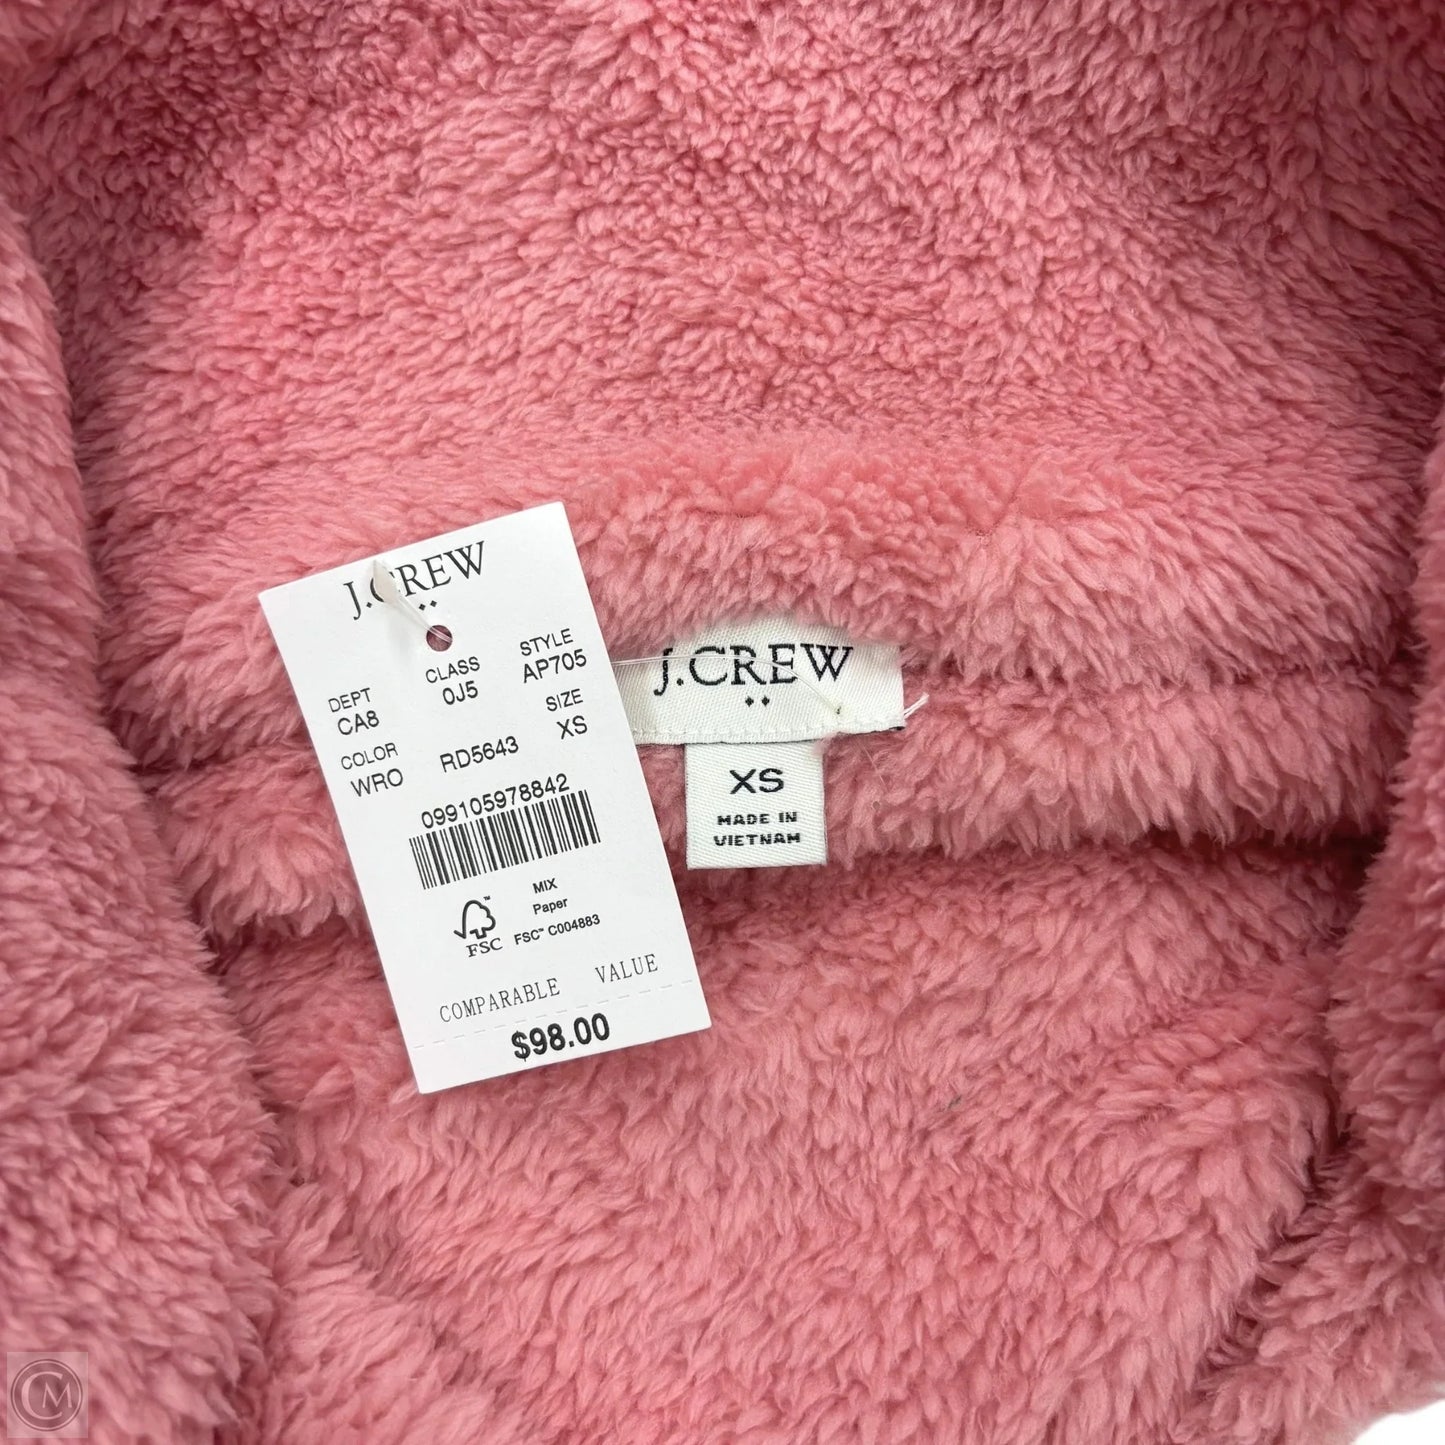 J.CREW
DEPT CLASS STYLE
CA8 0J5 AP705
COLOR SIZE
WRO RD5643 XS
099105978842
FSC
MIX
Paper
FSC™ C004883
COMPARABLE VALUE
$98.00
J.CREW
XS
MADE IN
VIETNAM
CM